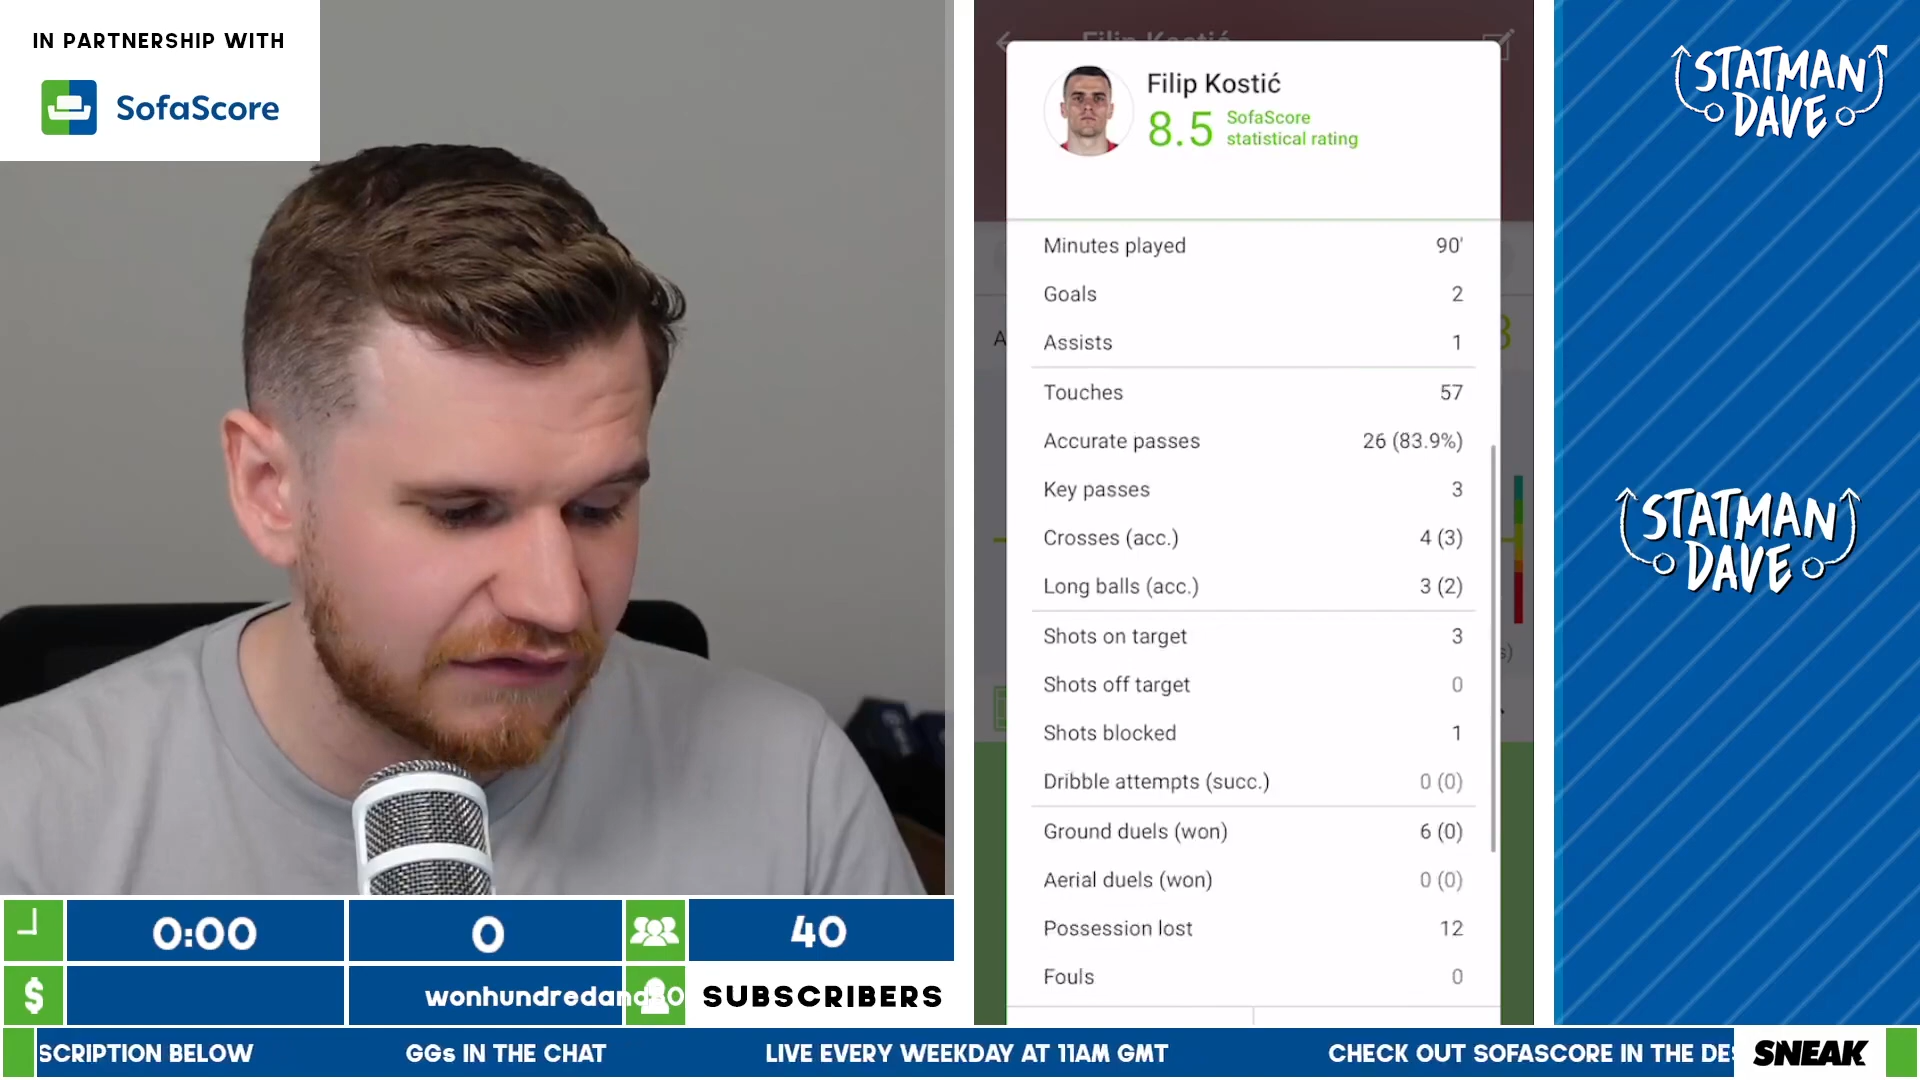 IN PARTNERSHIP WITH
SofaScore
Filip Kostić
Filip Kostić
8.5
SofaScore
statistical rating
Minutes played 90'
Goals 2
Assists 1
Touches 57
Accurate passes 26 (83.9%)
Key passes 3
Crosses (acc.) 4 (3)
Long balls (acc.) 3 (2)
Shots on target 3
Shots off target 0
Shots blocked 1
Dribble attempts (succ.) 0 (0)
Ground duels (won) 6 (0)
Aerial duels (won) 0 (0)
Possession lost 12
Fouls 0
STATMAN
DAVE
STATMAN
DAVE
0:00 0 40
$ SUBSCRIBERS
SCRIPTION BELOW GGs IN THE CHAT LIVE EVERY WEEKDAY AT 11AM GMT CHECK OUT SOFASCORE IN THE DES
SNEAK